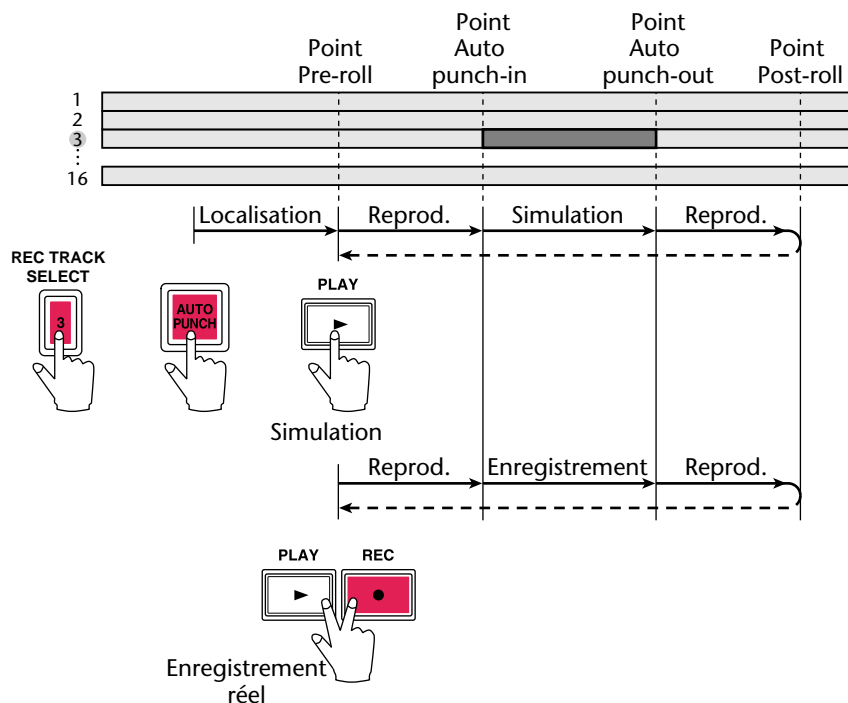 Point
Pre-roll
Point
Auto
punch-in
Point
Auto
punch-out
Point
Post-roll
1
2
3
16
Localisation
Reprod.
Simulation
Reprod.
REC TRACK
SELECT
3
AUTO
PUNCH
PLAY
Simulation
Reprod.
Enregistrement
Reprod.
PLAY
REC
Enregistrement
réel